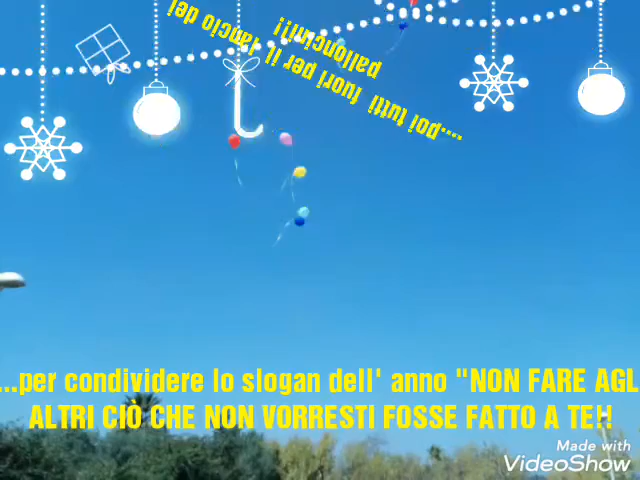 ....poi tutti fuori per il lancio dei
palloncini!!
...per condividere lo slogan dell' anno "NON FARE AGL
ALTRI CIÒ CHE NON VORRESTI FOSSE FATTO A TE!!
Made with
VideoShow